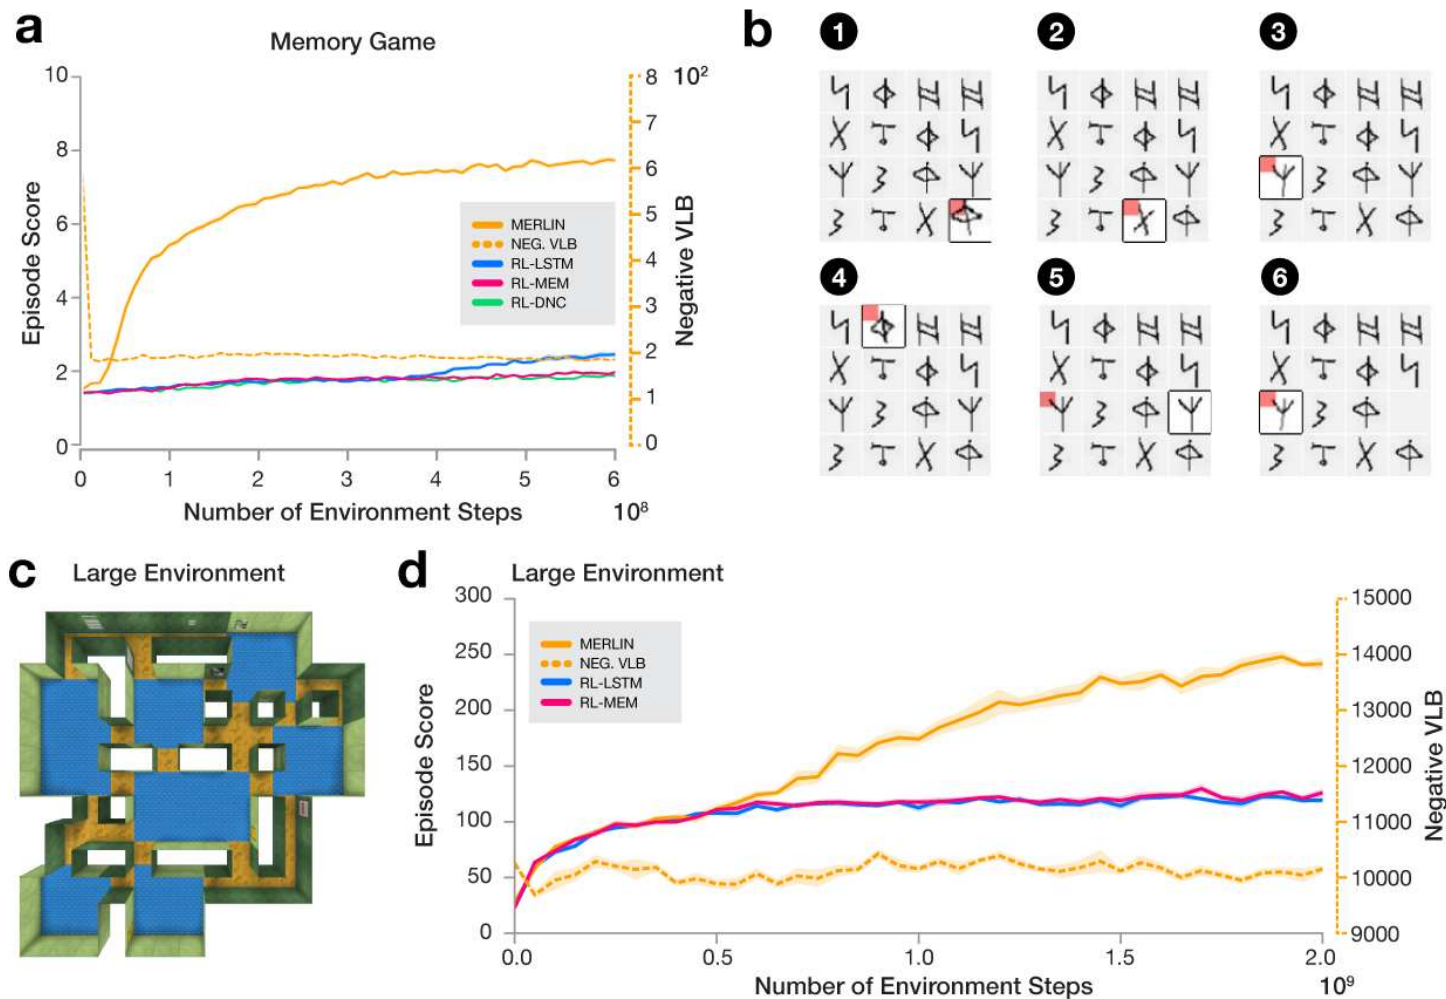 a
Memory Game
10
8
6
4
2
0
Episode Score
0 1 2 3 4 5 6
Number of Environment Steps 10⁸
8 10²
7
6
5
4
3
2
1
0
Negative VLB
MERLIN
NEG. VLB
RL-LSTM
RL-MEM
RL-DNC
b
1 2 3
4 5 6
c Large Environment
d Large Environment
300
250
200
150
100
50
0
Episode Score
0.0 0.5 1.0 1.5 2.0
Number of Environment Steps 10⁹
15000
14000
13000
12000
11000
10000
9000
Negative VLB
MERLIN
NEG. VLB
RL-LSTM
RL-MEM